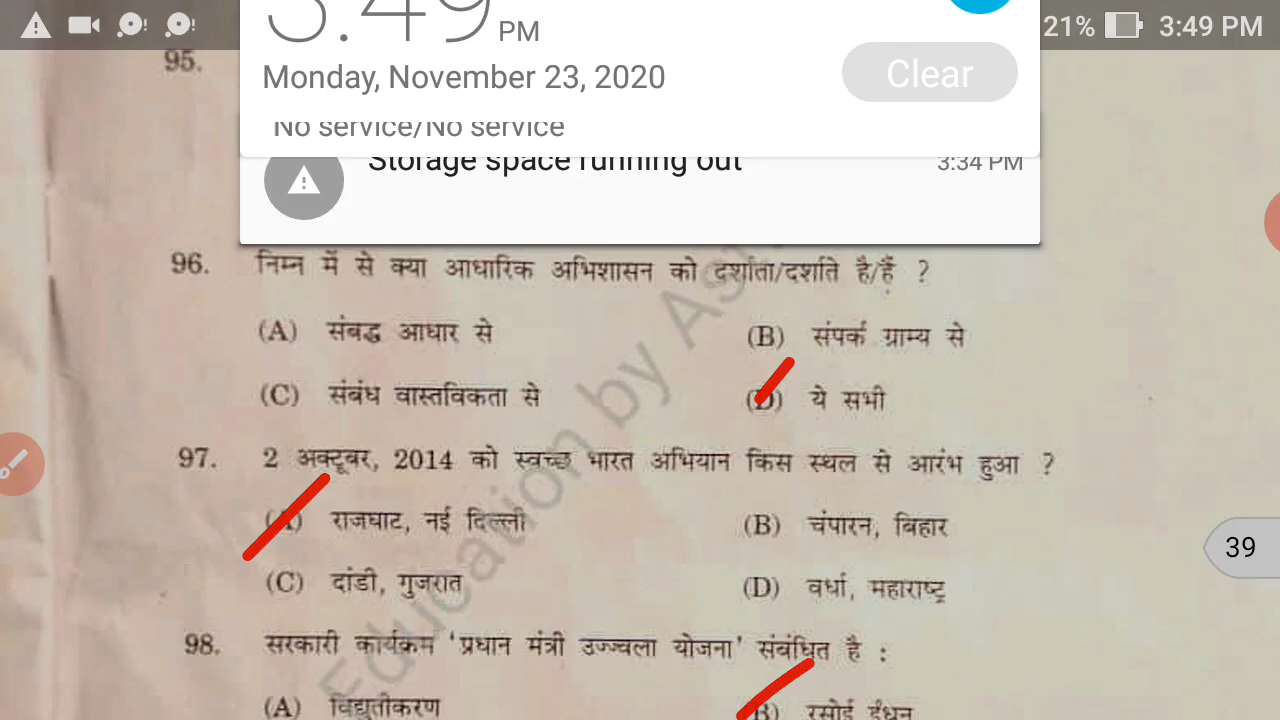 3:49 PM
21% 3:49 PM
Monday, November 23, 2020
Clear
No service/No service
Storage space running out 3:34 PM
95.
96. निम्न में से क्या आधारिक अभिशासन को दर्शाता/दर्शाते है/हैं ?
(A) संबद्ध आधार से
(B) संपर्क ग्राम्य से
(C) संबंध वास्तविकता से
(D) ये सभी
97. 2 अक्टूबर, 2014 को स्वच्छ भारत अभियान किस स्थल से आरंभ हुआ ?
(A) राजघाट, नई दिल्ली
(B) चंपारन, बिहार
(C) दांडी, गुजरात
(D) वर्धा, महाराष्ट्र
39
98. सरकारी कार्यक्रम 'प्रधान मंत्री उज्ज्वला योजना' संबंधित है :
(A) विद्युतीकरण
(B) रसोई ईंधन
Education by